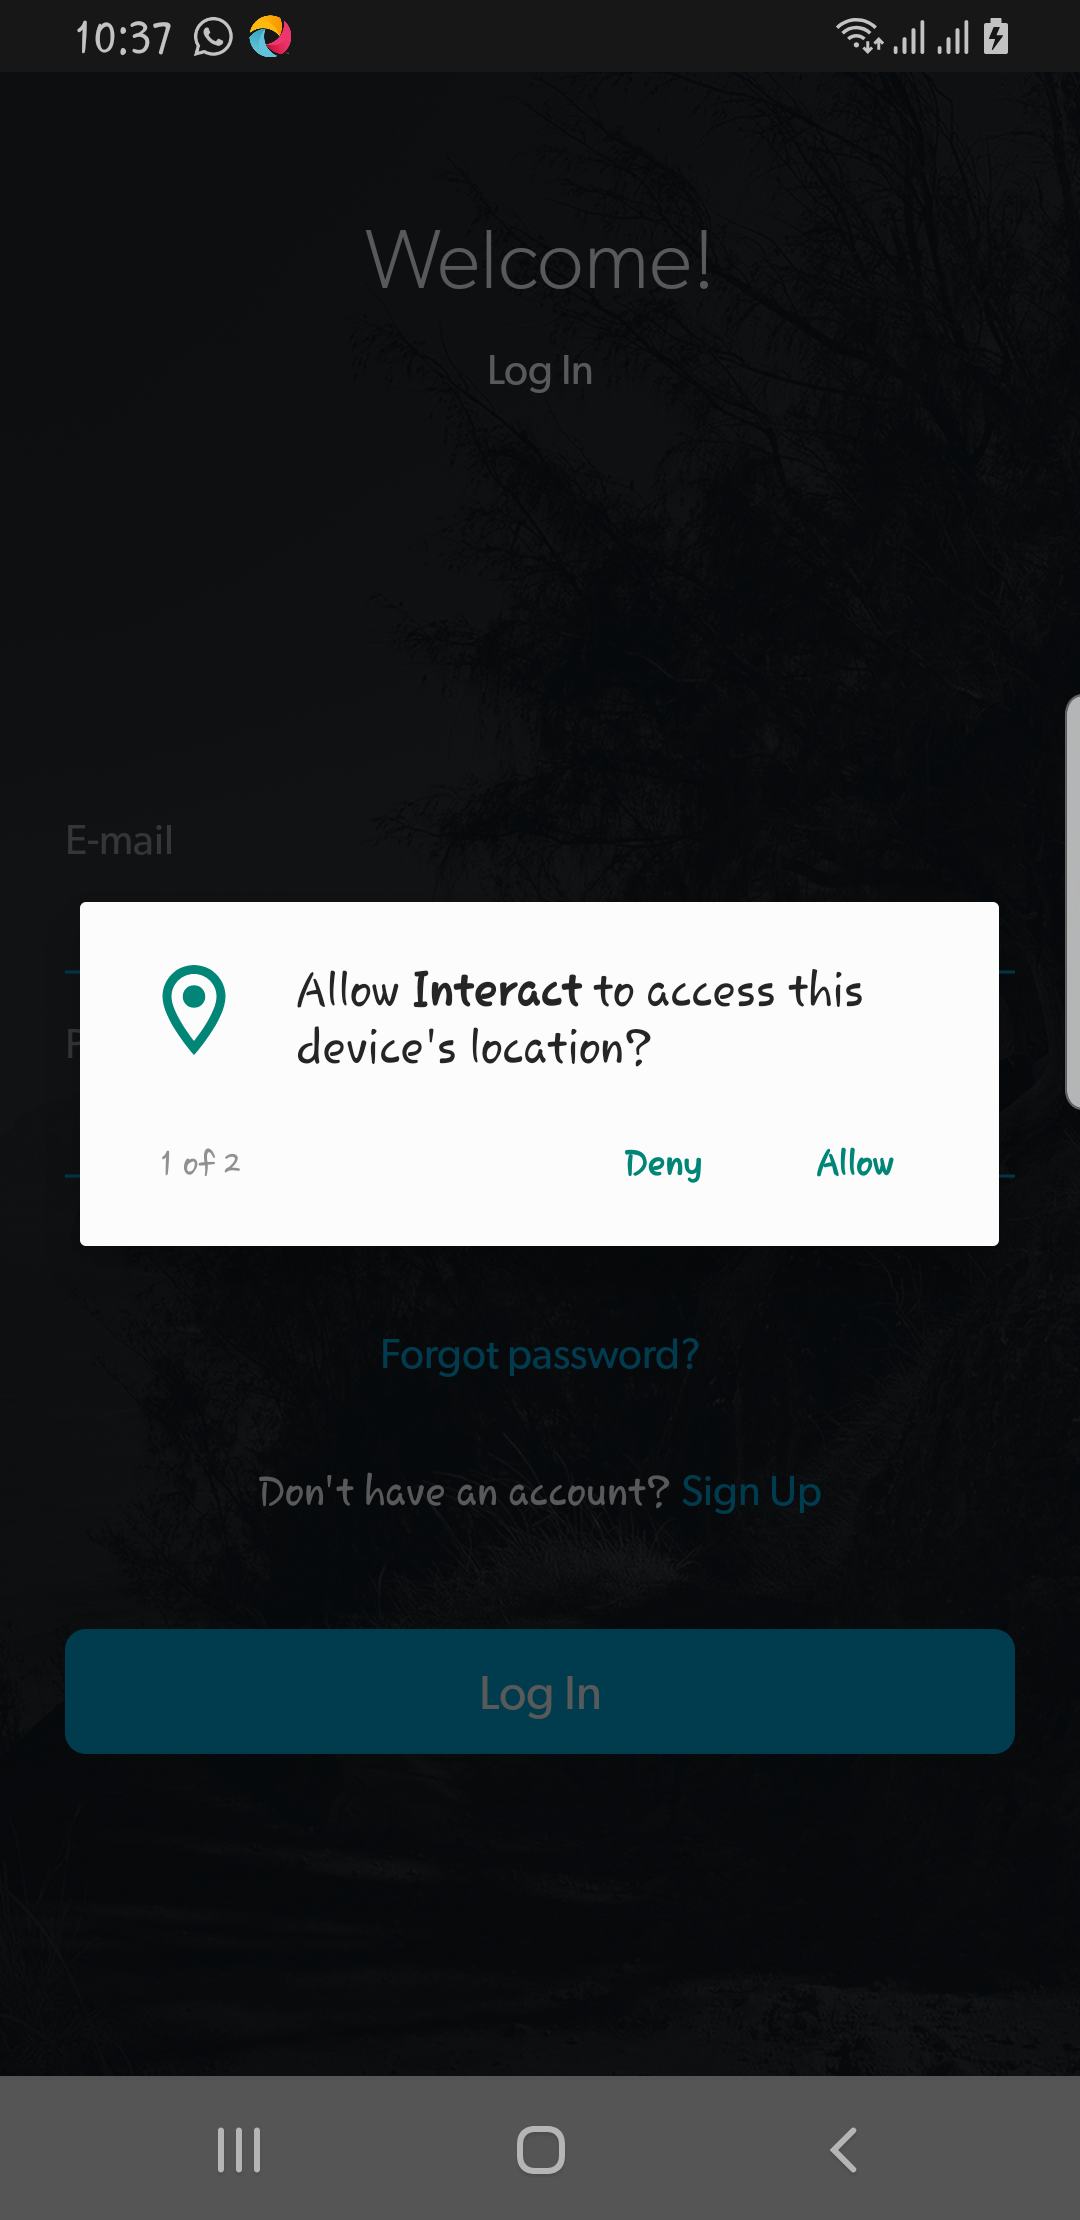 10:37
Welcome!
Log In
E-mail
Allow Interact to access this
device's location?
1 of 2
Deny
Allow
Forgot password?
Don't have an account? Sign Up
Log In